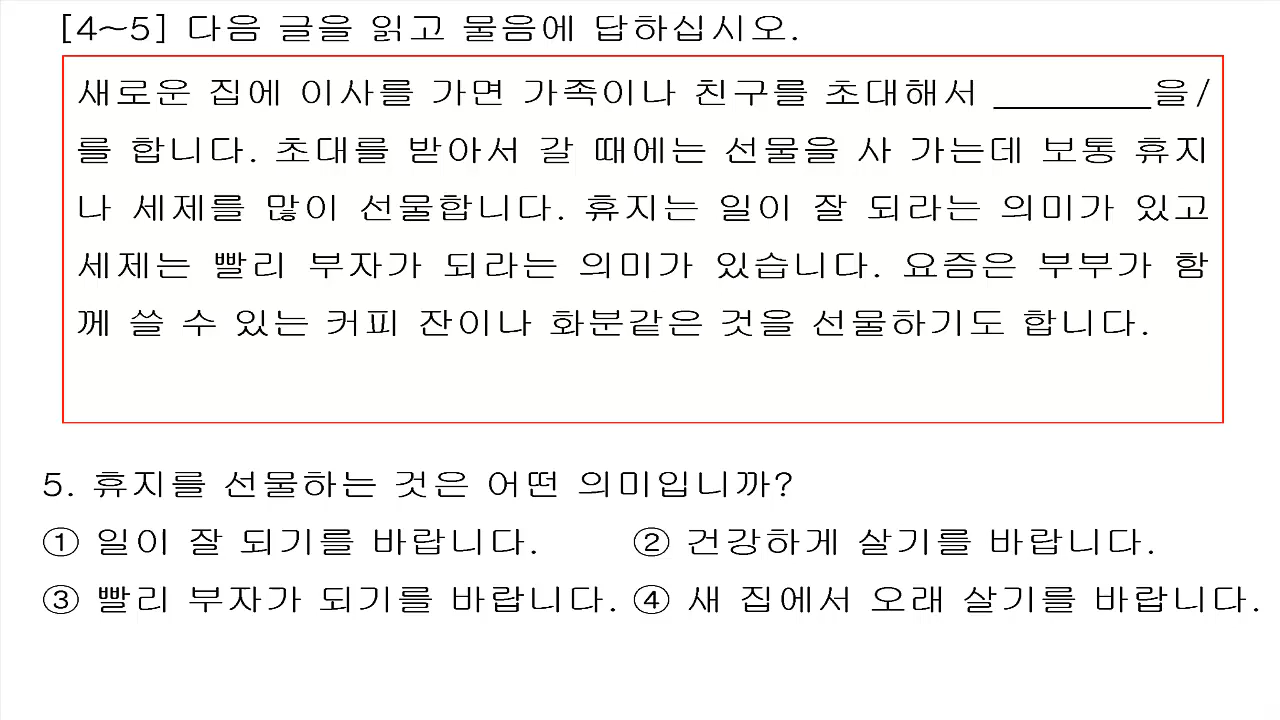 [4~5] 다음 글을 읽고 물음에 답하십시오.
새로운 집에 이사를 가면 가족이나 친구를 초대해서 ________을/
를 합니다. 초대를 받아서 갈 때에는 선물을 사 가는데 보통 휴지
나 세제를 많이 선물합니다. 휴지는 일이 잘 되라는 의미가 있고
세제는 빨리 부자가 되라는 의미가 있습니다. 요즘은 부부가 함
께 쓸 수 있는 커피 잔이나 화분같은 것을 선물하기도 합니다.
5. 휴지를 선물하는 것은 어떤 의미입니까?
① 일이 잘 되기를 바랍니다. ② 건강하게 살기를 바랍니다.
③ 빨리 부자가 되기를 바랍니다. ④ 새 집에서 오래 살기를 바랍니다.